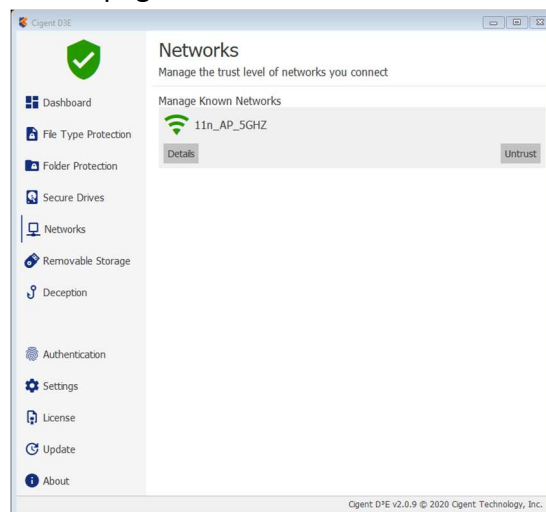 Cigent D3E
Networks
Manage the trust level of networks you connect
Dashboard
File Type Protection
Folder Protection
Secure Drives
Networks
Removable Storage
Deception
Authentication
Settings
License
Update
About
Manage Known Networks
11n_AP_5GHZ
Details
Untrust
Cigent D³E v2.0.9 © 2020 Cigent Technology, Inc.